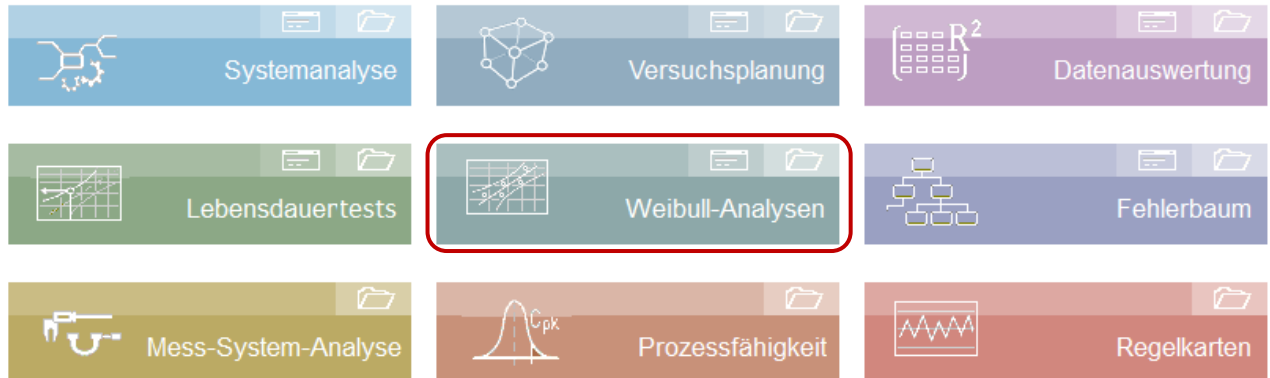 Systemanalyse
Versuchsplanung
R²
Datenauswertung
Lebensdauertests
Weibull-Analysen
Fehlerbaum
Mess-System-Analyse
Cpk
Prozessfähigkeit
Regelkarten